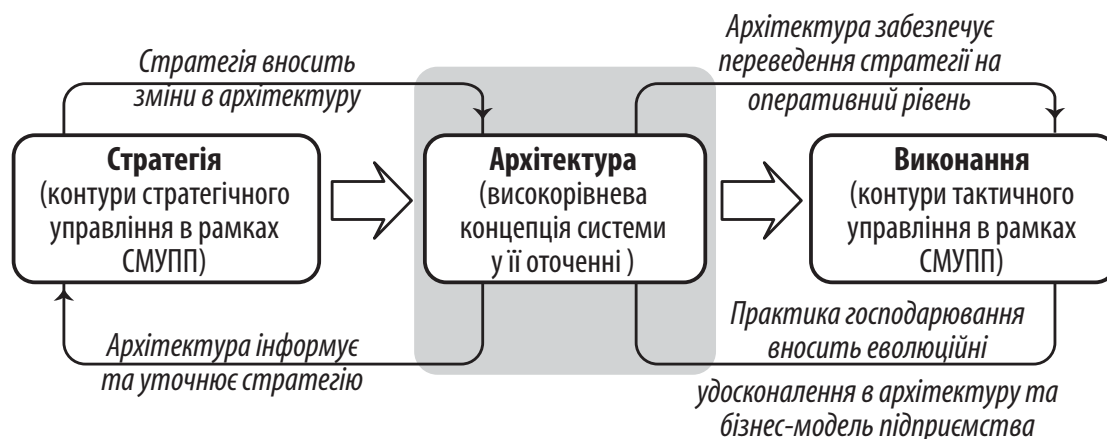 Стратегія вносить
зміни в архітектуру
Архітектура забезпечує
переведення стратегії на
оперативний рівень
Стратегія
(контури стратегічного
управління в рамках
СМУПП)
Архітектура
(високорівнева
концепція системи
у її оточенні )
Виконання
(контури тактичного
управління в рамках
СМУПП)
Архітектура інформує
та уточнює стратегію
Практика господарювання
вносить еволюційні
удосконалення в архітектуру та
бізнес-модель підприємства